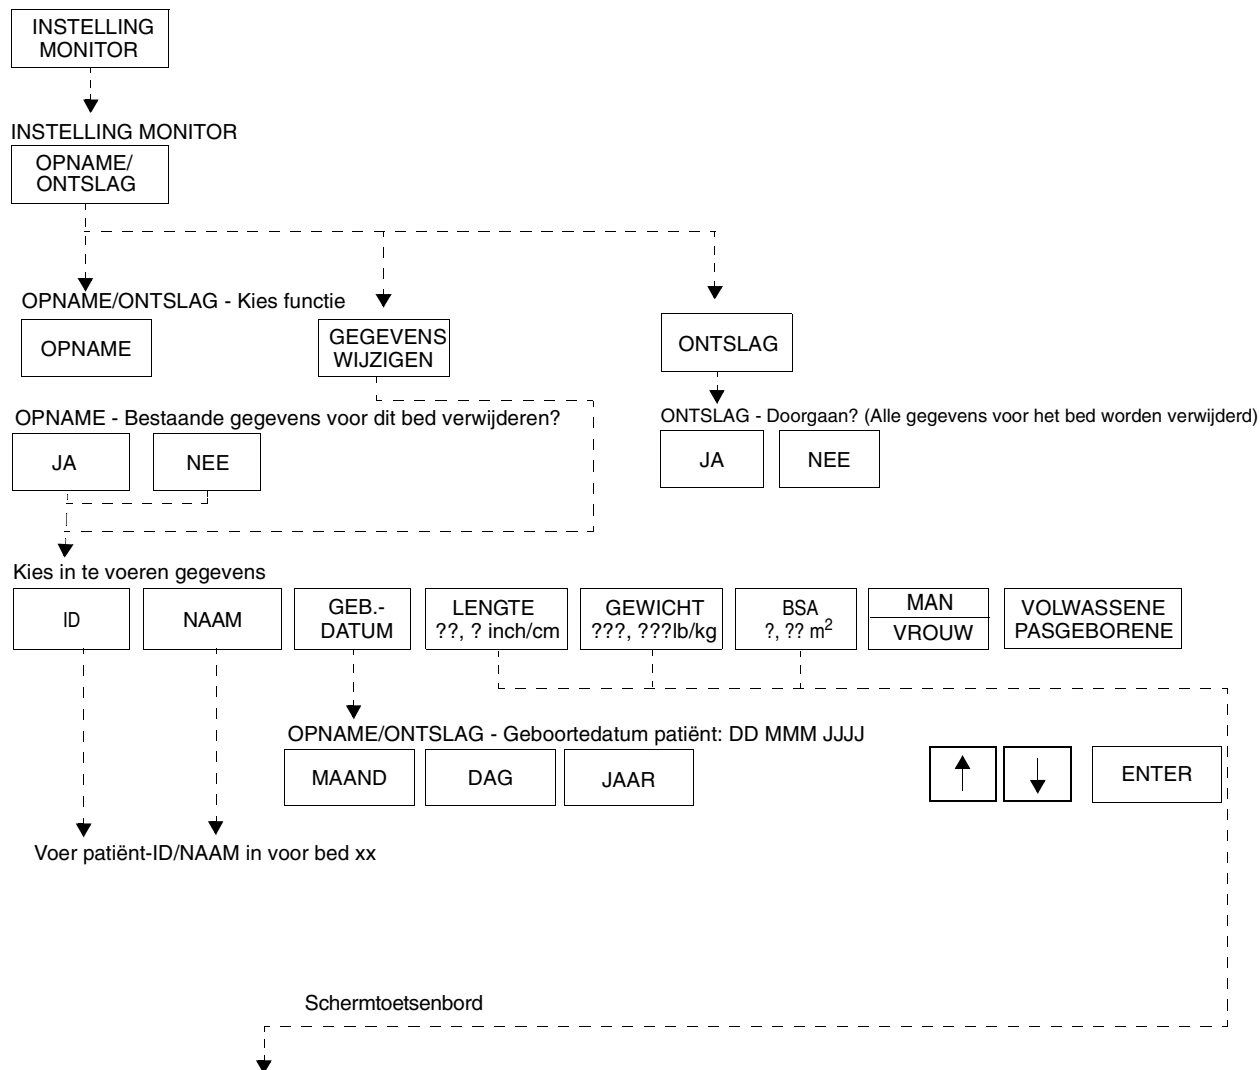 INSTELLING
MONITOR
INSTELLING MONITOR
OPNAME/
ONTSLAG
OPNAME/ONTSLAG - Kies functie
OPNAME
GEGEVENS
WIJZIGEN
ONTSLAG
OPNAME - Bestaande gegevens voor dit bed verwijderen?
JA
NEE
ONTSLAG - Doorgaan? (Alle gegevens voor het bed worden verwijderd)
JA
NEE
Kies in te voeren gegevens
ID
NAAM
GEB.-
DATUM
LENGTE
??, ? inch/cm
GEWICHT
???, ???lb/kg
BSA
?, ?? m²
MAN
VROUW
VOLWASSENE
PASGEBORENE
OPNAME/ONTSLAG - Geboortedatum patiënt: DD MMM JJJJ
MAAND
DAG
JAAR
ENTER
Voer patiënt-ID/NAAM in voor bed xx
Schermtoetsenbord